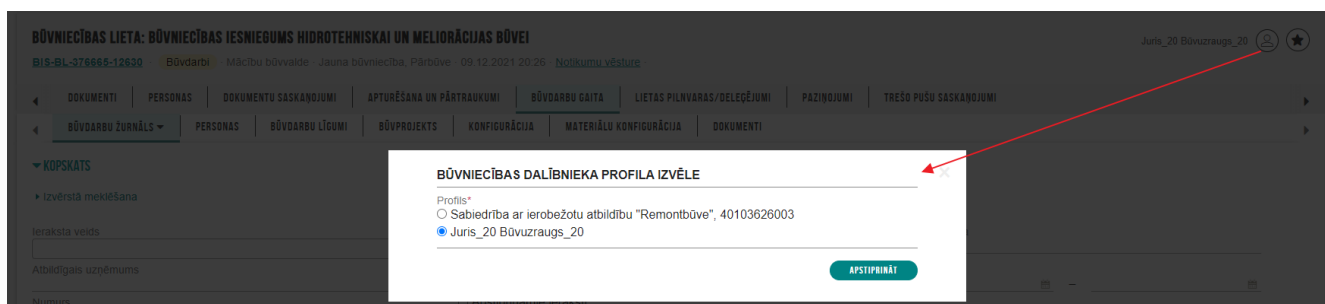 BŪVNIECĪBAS LIETA: BŪVNIECĪBAS IESNIEGUMS HIDROTEHNISKAI UN MELIORĀCIJAS BŪVEI
Juris_20 Būvuzraugs_20
BIS-BL-376665-12630 Būvdarbi · Mācību būvvalde · Jauna būvniecība, Pārbūve · 09.12.2021 20:26 · Notikumu vēsture
DOKUMENTI PERSONAS DOKUMENTU SASKAŅOJUMI APTURĒŠANA UN PĀRTRAUKUMI BŪVDARBU GAITA LIETAS PILNVARAS/DELEĢĒJUMI PAZIŅOJUMI TREŠO PUŠU SASKAŅOJUMI
BŪVDARBU ŽURNĀLS PERSONAS BŪVDARBU LĪGUMI BŪVPROJEKTS KONFIGURĀCIJA MATERIĀLU KONFIGURĀCIJA DOKUMENTI
KOPSKATS
Izvērstā meklēšana
Ieraksta veids
Atbildīgais uzņēmums
Numurs
BŪVNIECĪBAS DALĪBNIEKA PROFILA IZVĒLE
Profils*
Sabiedrība ar ierobežotu atbildību "Remontbūve", 40103626003
Juris_20 Būvuzraugs_20
APSTIPRINĀT